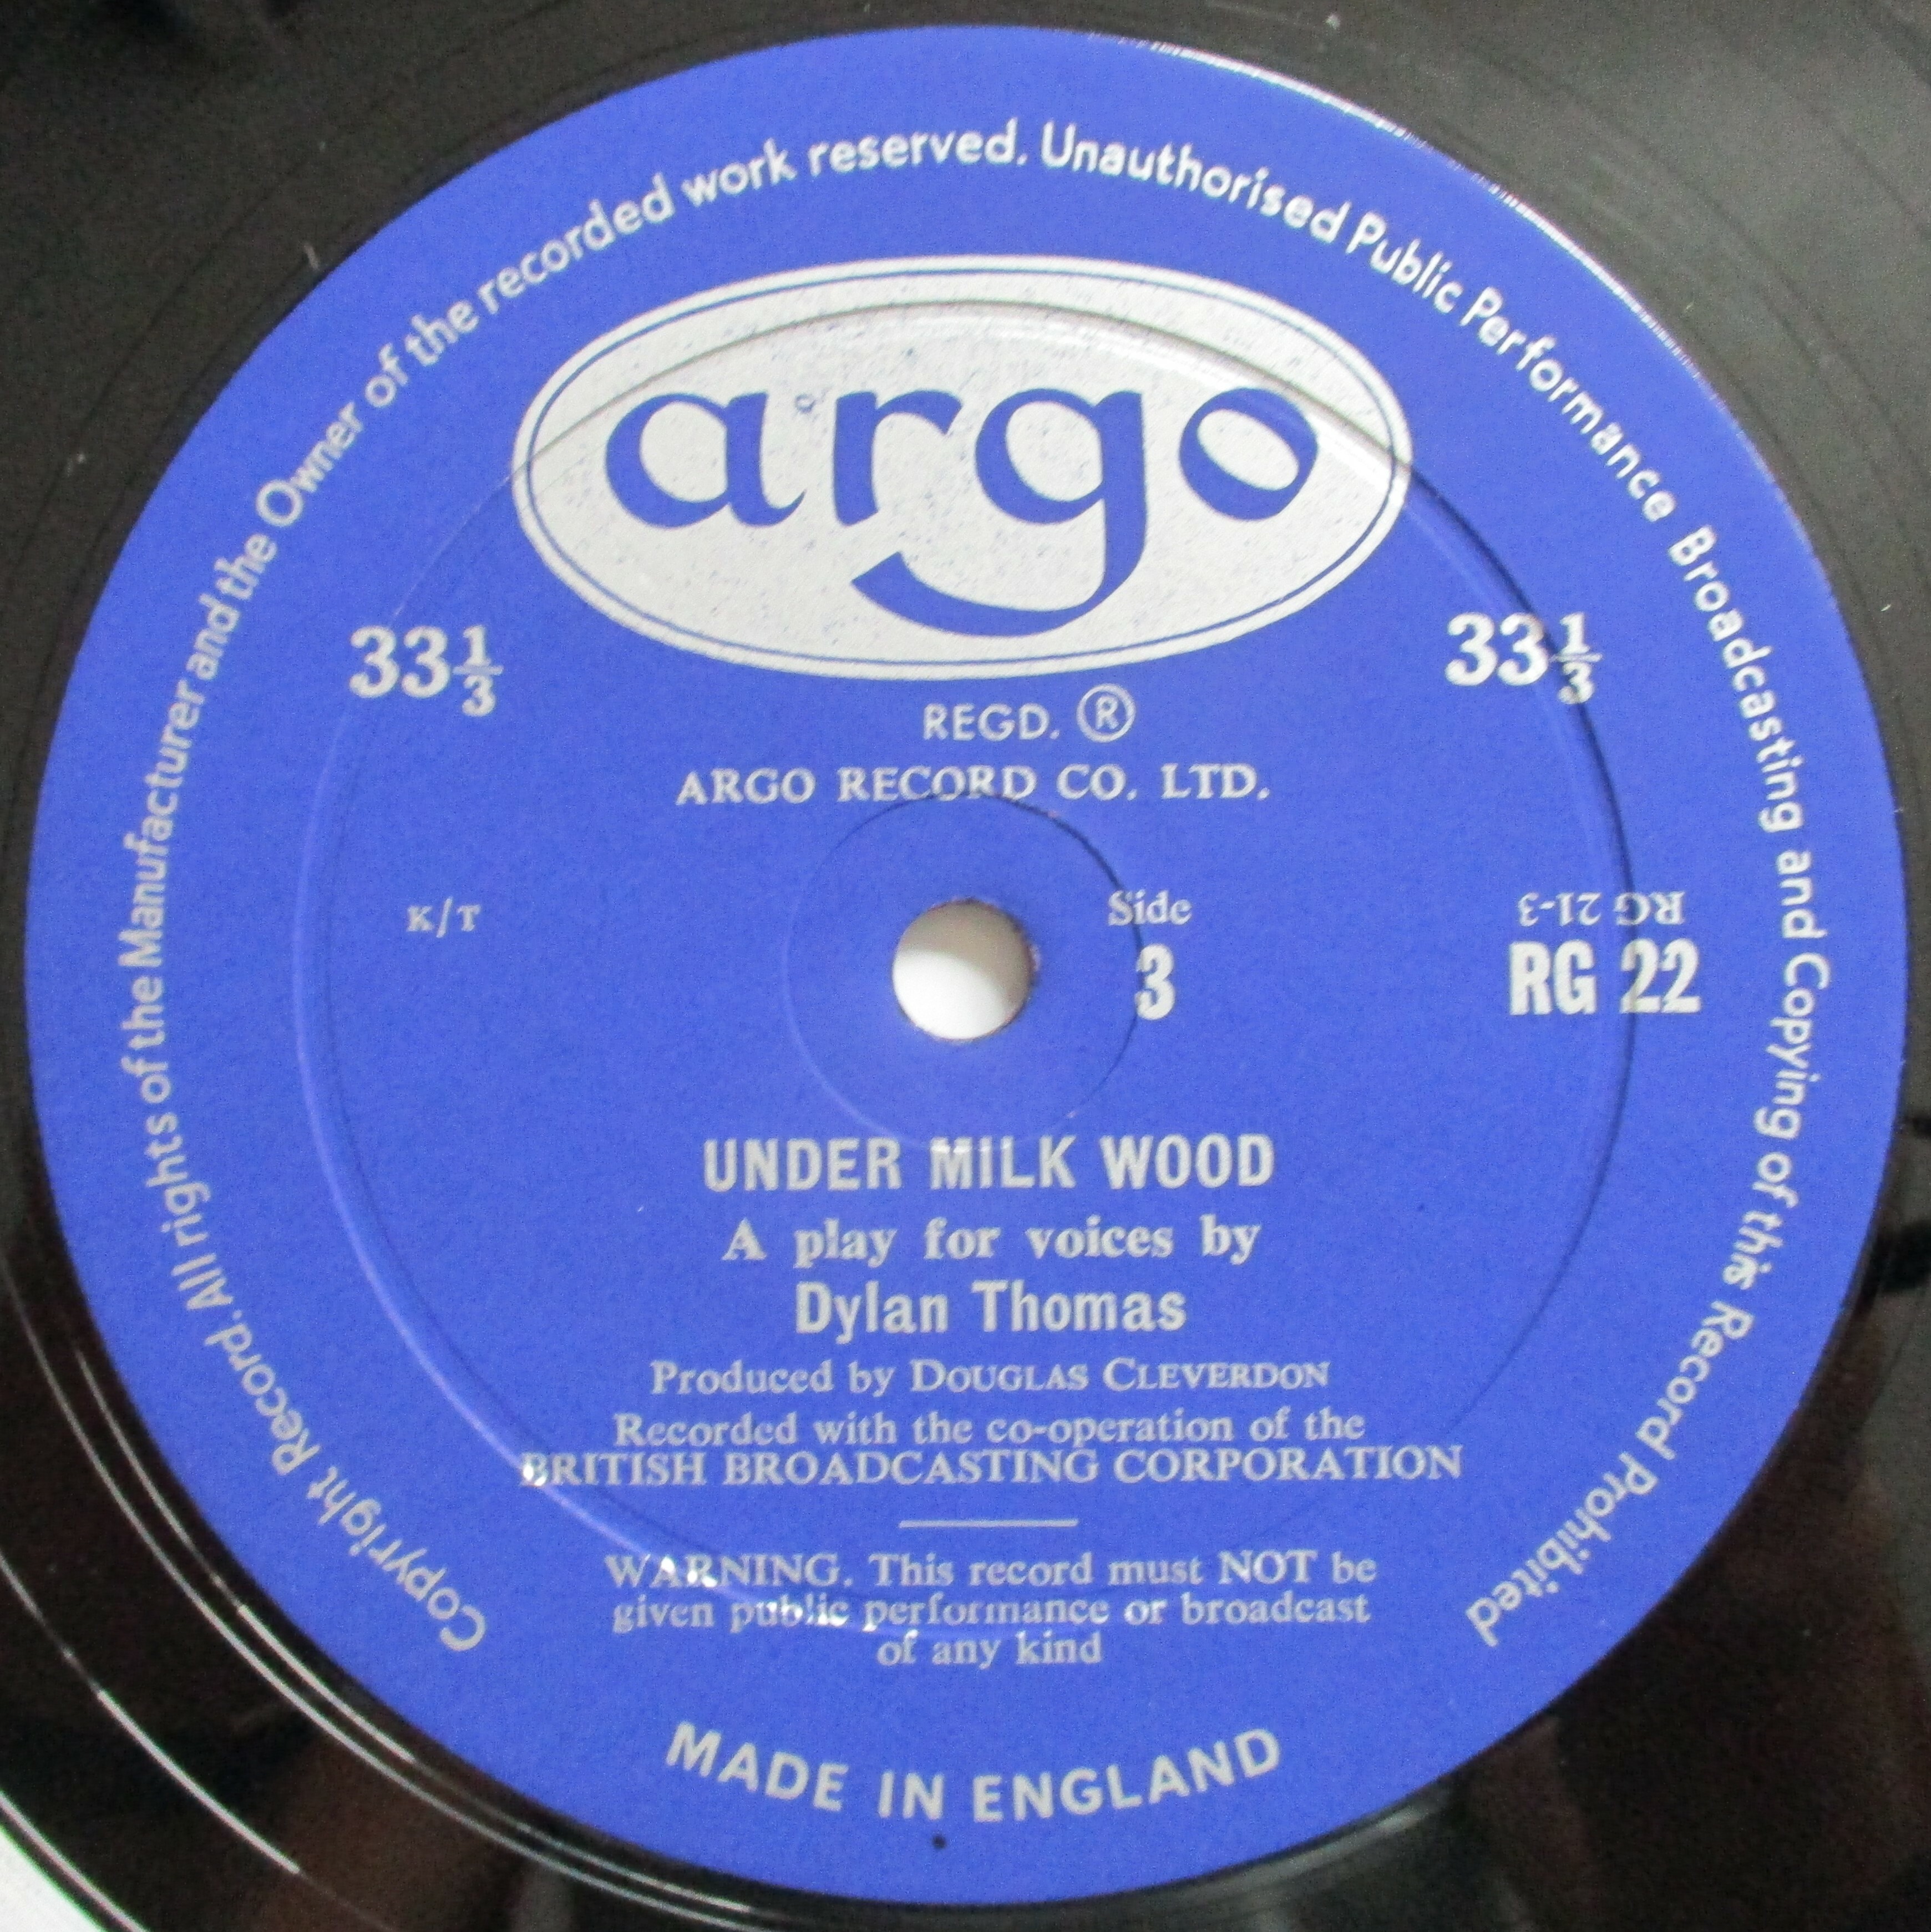 Copyright Record. All rights of the Manufacturer and the Owner of the recorded work reserved. Unauthorised Public Performance Broadcasting and Copying of this Record Prohibited
argo
33⅓
33⅓
REGD. ®
ARGO RECORD CO. LTD.
K/T
Side
3
RG 21-3
RG 22
UNDER MILK WOOD
A play for voices by
Dylan Thomas
Produced by DOUGLAS CLEVERDON
Recorded with the co-operation of the
BRITISH BROADCASTING CORPORATION
WARNING. This record must NOT be
given public performance or broadcast
of any kind
MADE IN ENGLAND